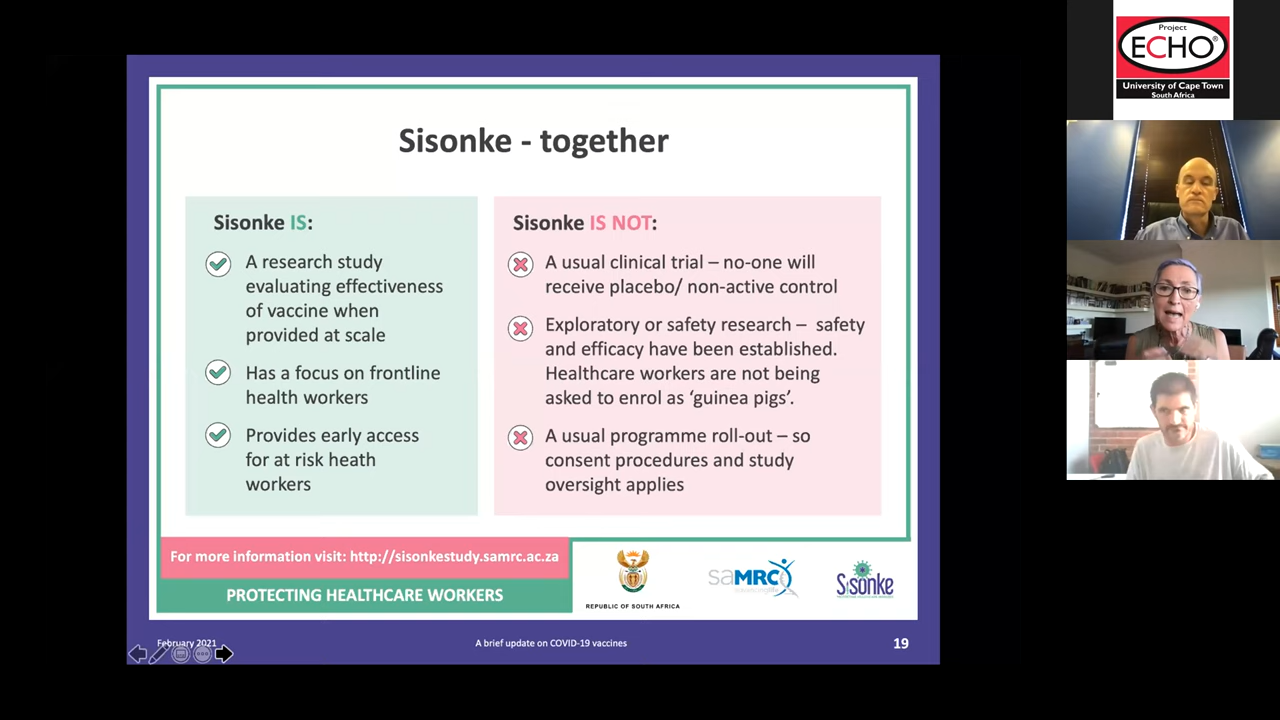 Sisonke - together
Sisonke IS:
A research study
evaluating effectiveness
of vaccine when
provided at scale
Has a focus on frontline
health workers
Provides early access
for at risk heath
workers
Sisonke IS NOT:
A usual clinical trial – no-one will
receive placebo/ non-active control
Exploratory or safety research – safety
and efficacy have been established.
Healthcare workers are not being
asked to enrol as ‘guinea pigs’.
A usual programme roll-out – so
consent procedures and study
oversight applies
For more information visit: http://sisonkestudy.samrc.ac.za
PROTECTING HEALTHCARE WORKERS
REPUBLIC OF SOUTH AFRICA
saMRC
Sisonke
February 2021
A brief update on COVID-19 vaccines
19
Project
ECHO®
University of Cape Town
South Africa